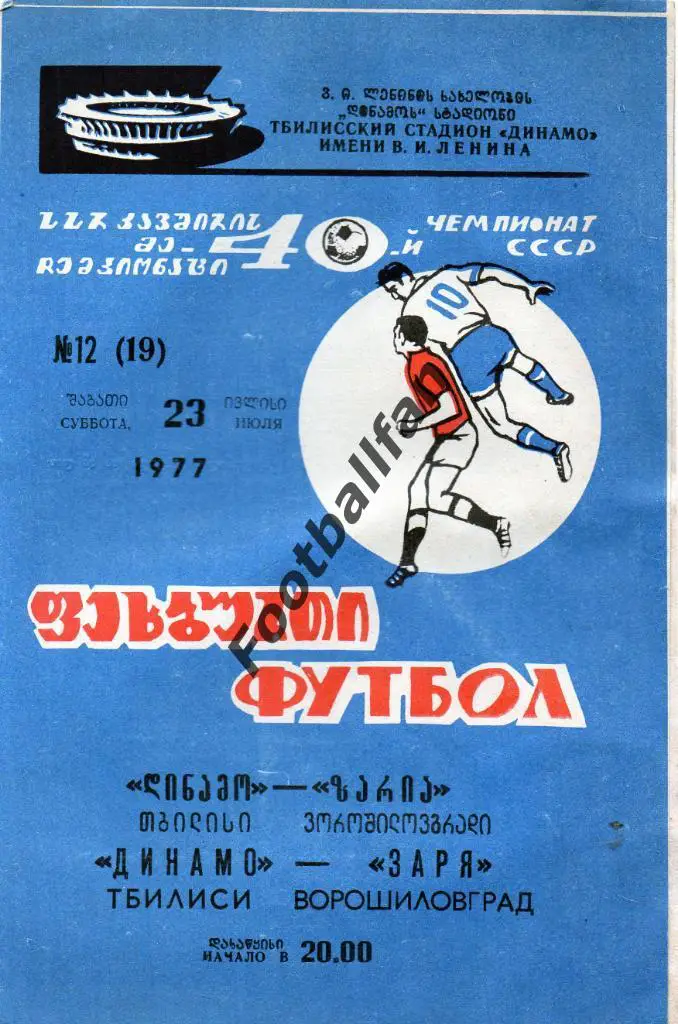 ვ. ი. ლენინის სახელობის
„დინამოს“ სტადიონი
ТБИЛИССКИЙ СТАДИОН «ДИНАМО»
ИМЕНИ В. И. ЛЕНИНА
სსრ კავშირის
მე- 40 -й
ჩემპიონატი
ЧЕМПИОНАТ
СССР
10
№12 (19)
შაბათი 23 ივლისი
СУББОТА, ИЮЛЯ
1977
ფეხბურთი
ФУТБОЛ
«დინამო» — «ზარია»
თბილისი ვოროშილოვგრადი
«ДИНАМО» — «ЗАРЯ»
ТБИЛИСИ ВОРОШИЛОВГРАД
დასაწყისი
НАЧАЛО В 20.00
Footballfan